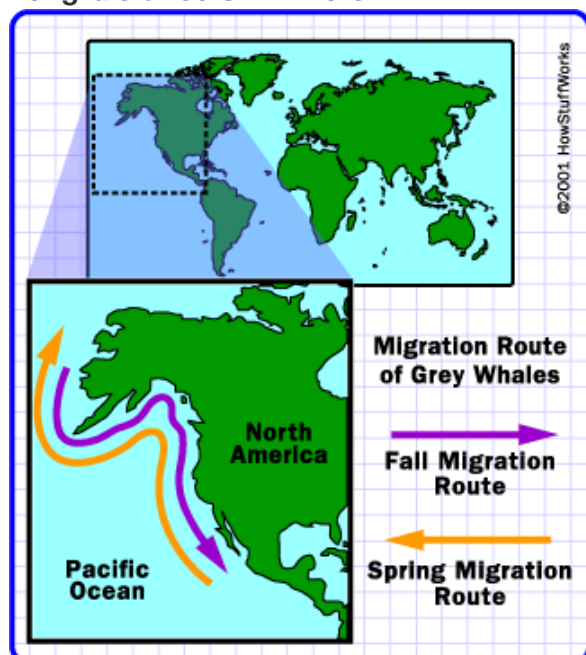 ©2001 HowStuffWorks
Migration Route
of Grey Whales
North
America
Fall Migration
Route
Pacific
Ocean
Spring Migration
Route